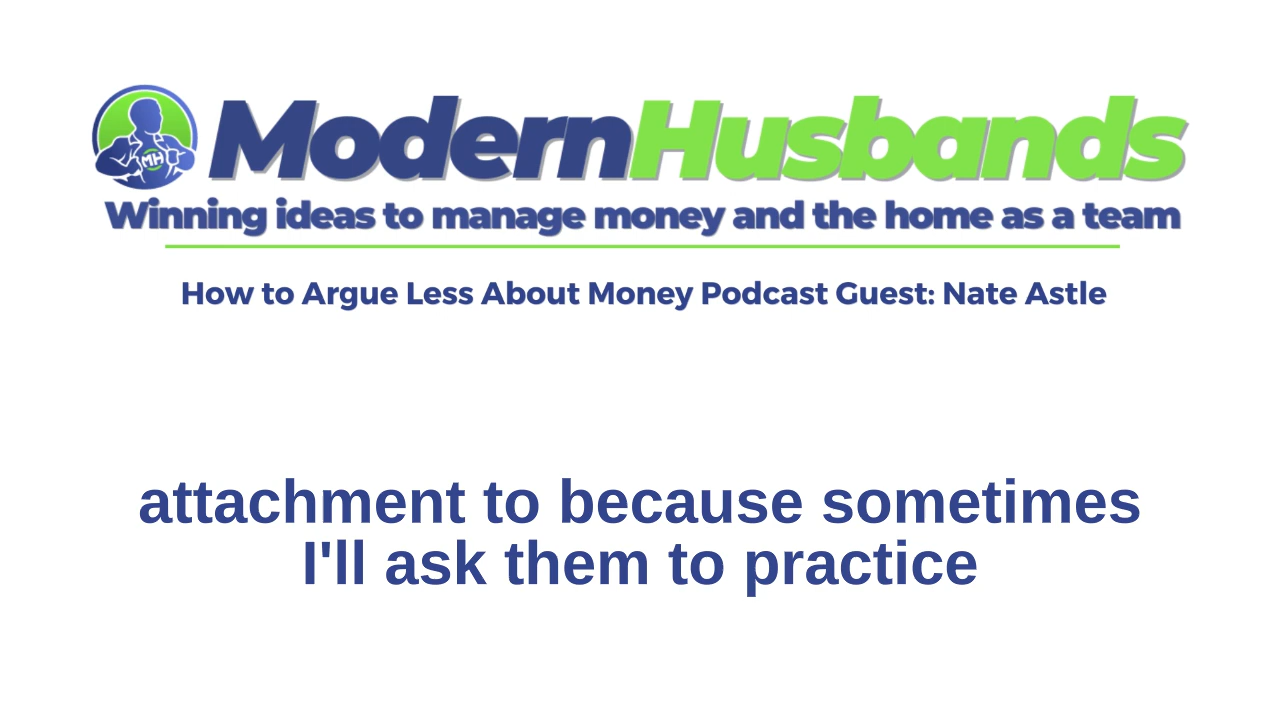 MH
ModernHusbands
Winning ideas to manage money and the home as a team
How to Argue Less About Money Podcast Guest: Nate Astle
attachment to because sometimes
I'll ask them to practice